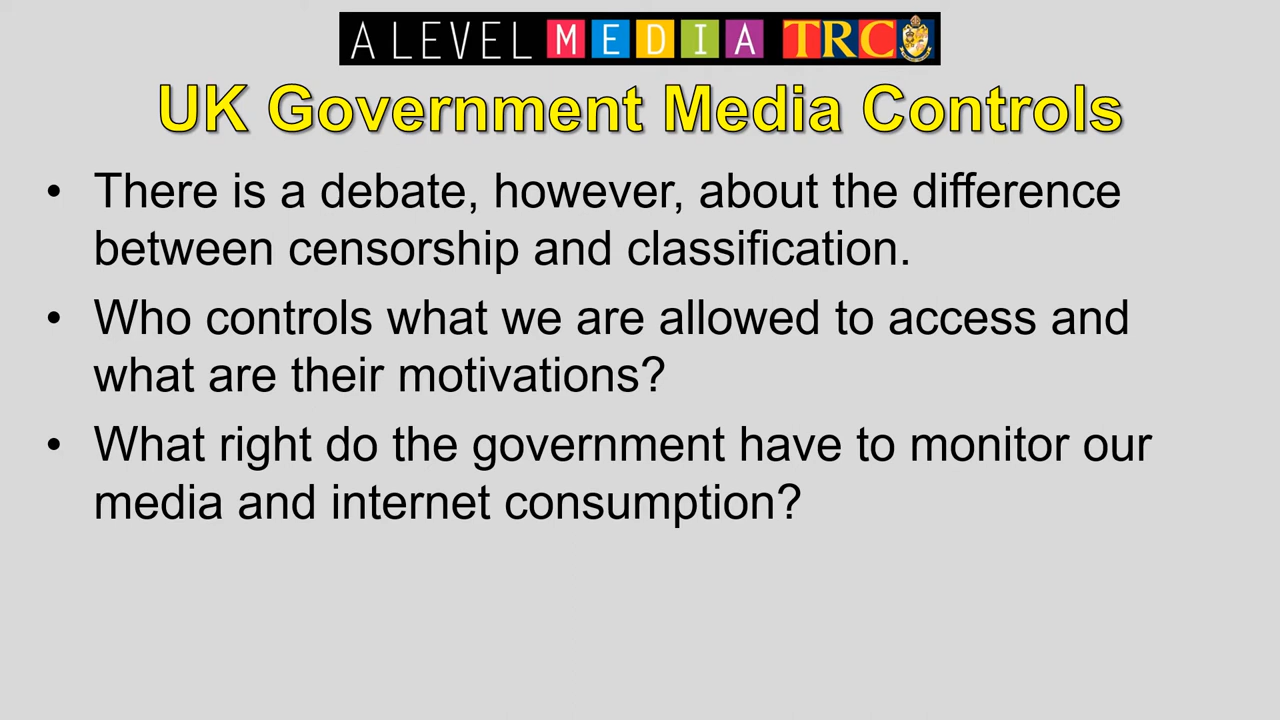 A LEVEL MEDIA TRC
UK Government Media Controls
• There is a debate, however, about the difference
between censorship and classification.
• Who controls what we are allowed to access and
what are their motivations?
• What right do the government have to monitor our
media and internet consumption?